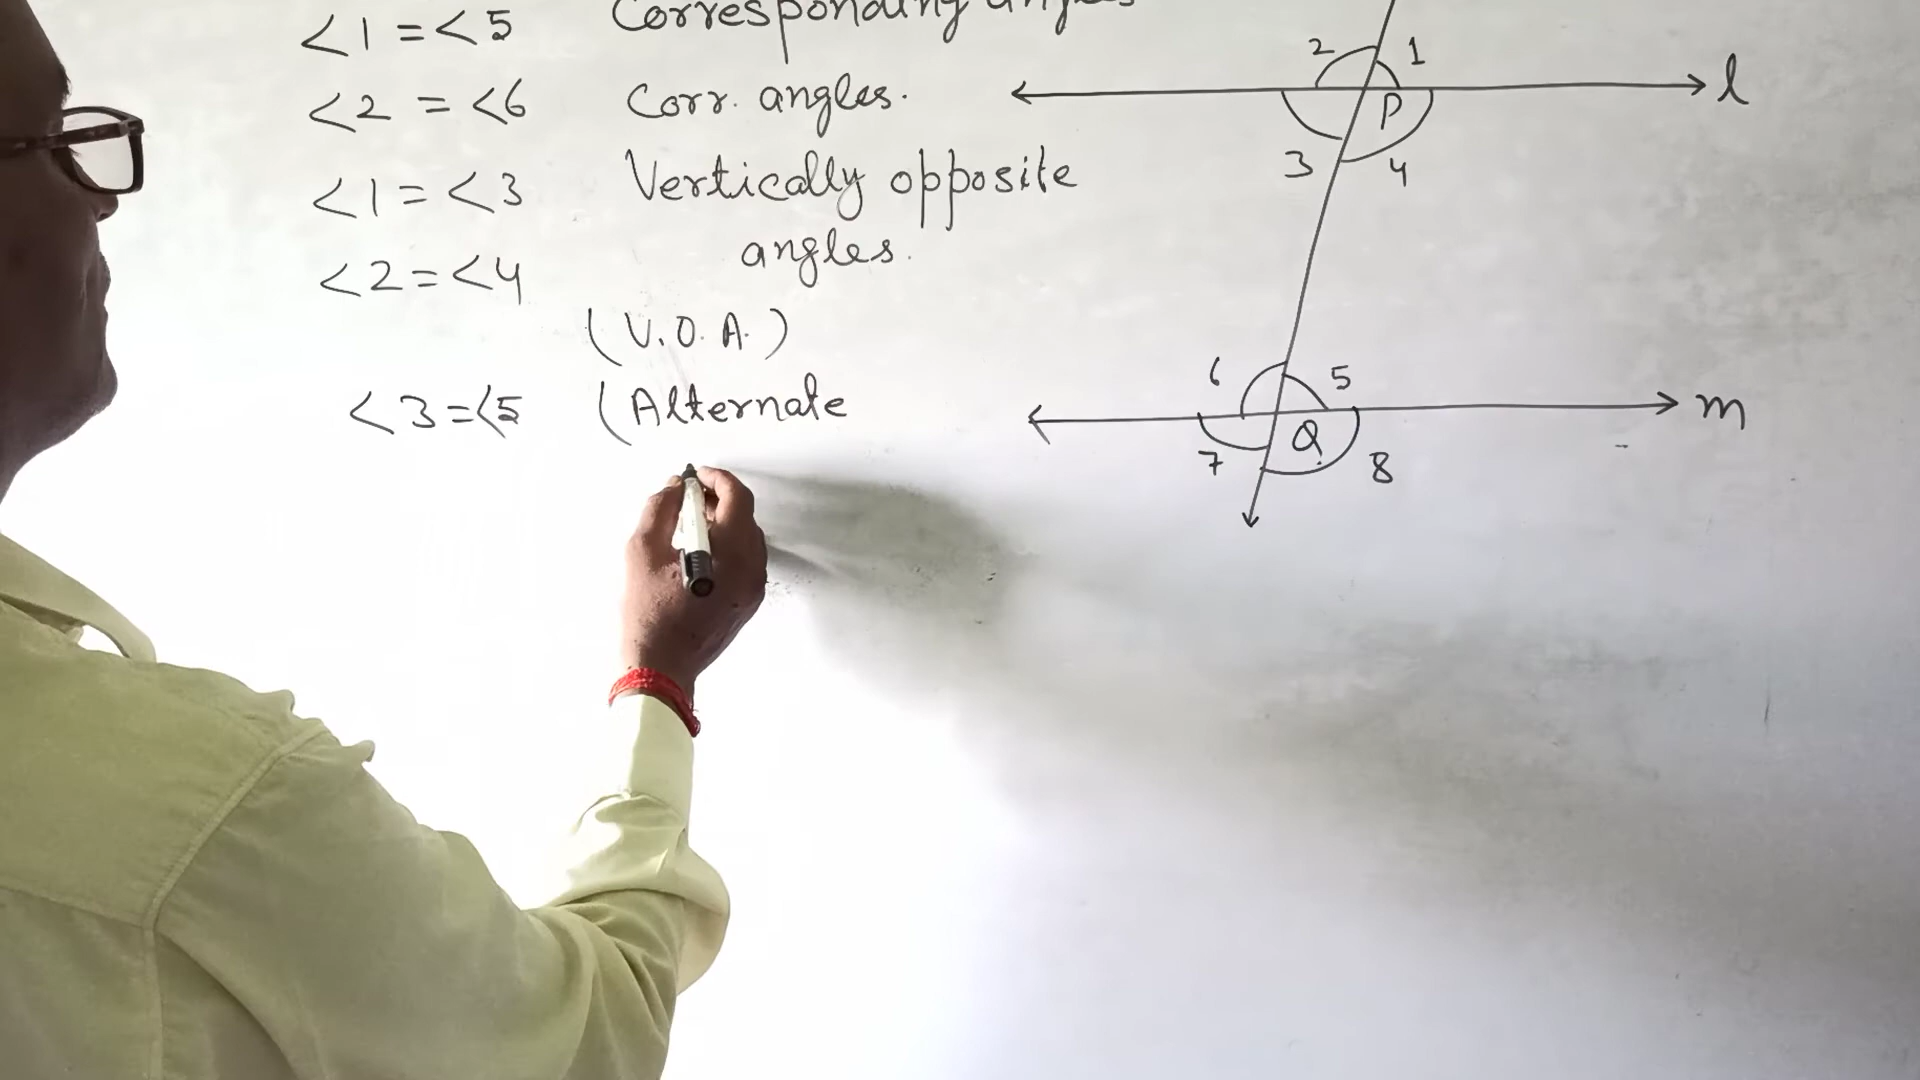 <1 = <5 Corresponding angles
<2 = <6 Corr. angles.
<1 = <3 Vertically opposite
angles.
<2 = <4
(V.O.A.)
<3 = <5 (Alternate
2 1
l
P
3 4
6 5
m
Q
7 8